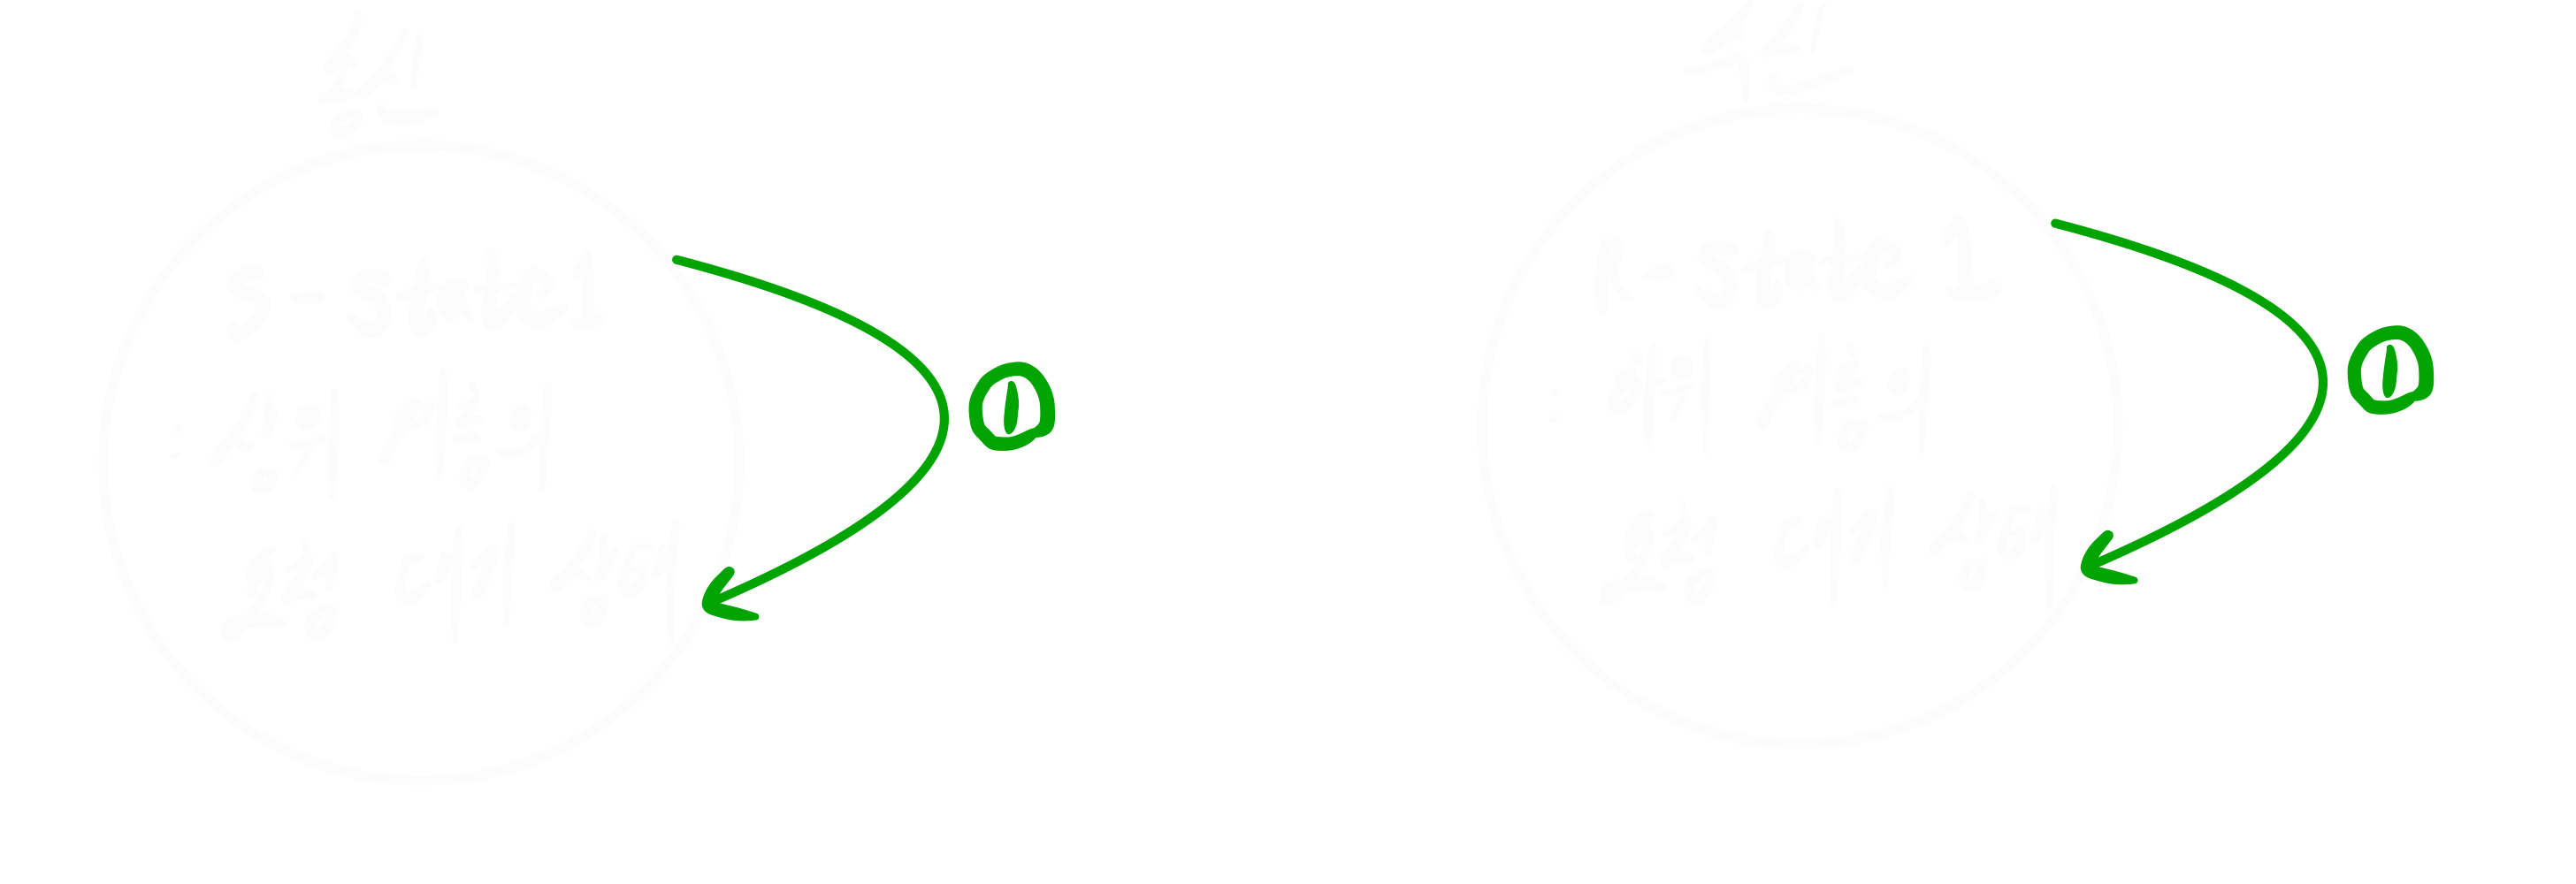 송신
S-State1
: 상위 계층의
요청 대기 상태
①
수신
R-State 1
: 하위 계층의
요청 대기 상태
①